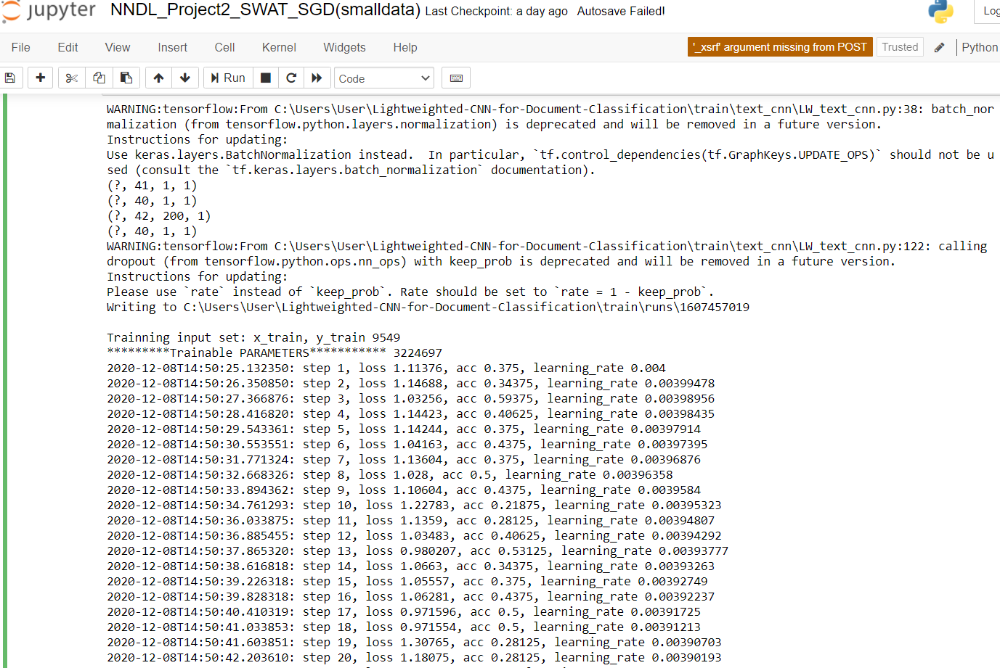 jupyter NNDL_Project2_SWAT_SGD(smalldata) Last Checkpoint: a day ago Autosave Failed!
File Edit View Insert Cell Kernel Widgets Help '_xsrf' argument missing from POST Trusted Python
Run Code
WARNING:tensorflow:From C:\Users\User\Lightweighted-CNN-for-Document-Classification\train\text_cnn\LW_text_cnn.py:38: batch_nor
malization (from tensorflow.python.layers.normalization) is deprecated and will be removed in a future version.
Instructions for updating:
Use keras.layers.BatchNormalization instead.  In particular, `tf.control_dependencies(tf.GraphKeys.UPDATE_OPS)` should not be u
sed (consult the `tf.keras.layers.batch_normalization` documentation).
(?, 41, 1, 1)
(?, 40, 1, 1)
(?, 42, 200, 1)
(?, 40, 1, 1)
WARNING:tensorflow:From C:\Users\User\Lightweighted-CNN-for-Document-Classification\train\text_cnn\LW_text_cnn.py:122: calling
dropout (from tensorflow.python.ops.nn_ops) with keep_prob is deprecated and will be removed in a future version.
Instructions for updating:
Please use `rate` instead of `keep_prob`. Rate should be set to `rate = 1 - keep_prob`.
Writing to C:\Users\User\Lightweighted-CNN-for-Document-Classification\train\runs\1607457019
Trainning input set: x_train, y_train 9549
*********Trainable PARAMETERS*********** 3224697
2020-12-08T14:50:25.132350: step 1, loss 1.11376, acc 0.375, learning_rate 0.004
2020-12-08T14:50:26.350850: step 2, loss 1.14688, acc 0.34375, learning_rate 0.00399478
2020-12-08T14:50:27.366876: step 3, loss 1.03256, acc 0.59375, learning_rate 0.00398956
2020-12-08T14:50:28.416820: step 4, loss 1.14423, acc 0.40625, learning_rate 0.00398435
2020-12-08T14:50:29.543361: step 5, loss 1.14244, acc 0.375, learning_rate 0.00397914
2020-12-08T14:50:30.553551: step 6, loss 1.04163, acc 0.4375, learning_rate 0.00397395
2020-12-08T14:50:31.771324: step 7, loss 1.13604, acc 0.375, learning_rate 0.00396876
2020-12-08T14:50:32.668326: step 8, loss 1.028, acc 0.5, learning_rate 0.00396358
2020-12-08T14:50:33.894362: step 9, loss 1.10604, acc 0.4375, learning_rate 0.0039584
2020-12-08T14:50:34.761293: step 10, loss 1.22783, acc 0.21875, learning_rate 0.00395323
2020-12-08T14:50:36.033875: step 11, loss 1.1359, acc 0.28125, learning_rate 0.00394807
2020-12-08T14:50:36.885455: step 12, loss 1.03483, acc 0.40625, learning_rate 0.00394292
2020-12-08T14:50:37.865320: step 13, loss 0.980207, acc 0.53125, learning_rate 0.00393777
2020-12-08T14:50:38.616818: step 14, loss 1.0663, acc 0.34375, learning_rate 0.00393263
2020-12-08T14:50:39.226318: step 15, loss 1.05557, acc 0.375, learning_rate 0.00392749
2020-12-08T14:50:39.828318: step 16, loss 1.06281, acc 0.4375, learning_rate 0.00392237
2020-12-08T14:50:40.410319: step 17, loss 0.971596, acc 0.5, learning_rate 0.00391725
2020-12-08T14:50:41.033853: step 18, loss 0.971554, acc 0.5, learning_rate 0.00391213
2020-12-08T14:50:41.603851: step 19, loss 1.30765, acc 0.28125, learning_rate 0.00390703
2020-12-08T14:50:42.203610: step 20, loss 1.18075, acc 0.28125, learning_rate 0.00390193